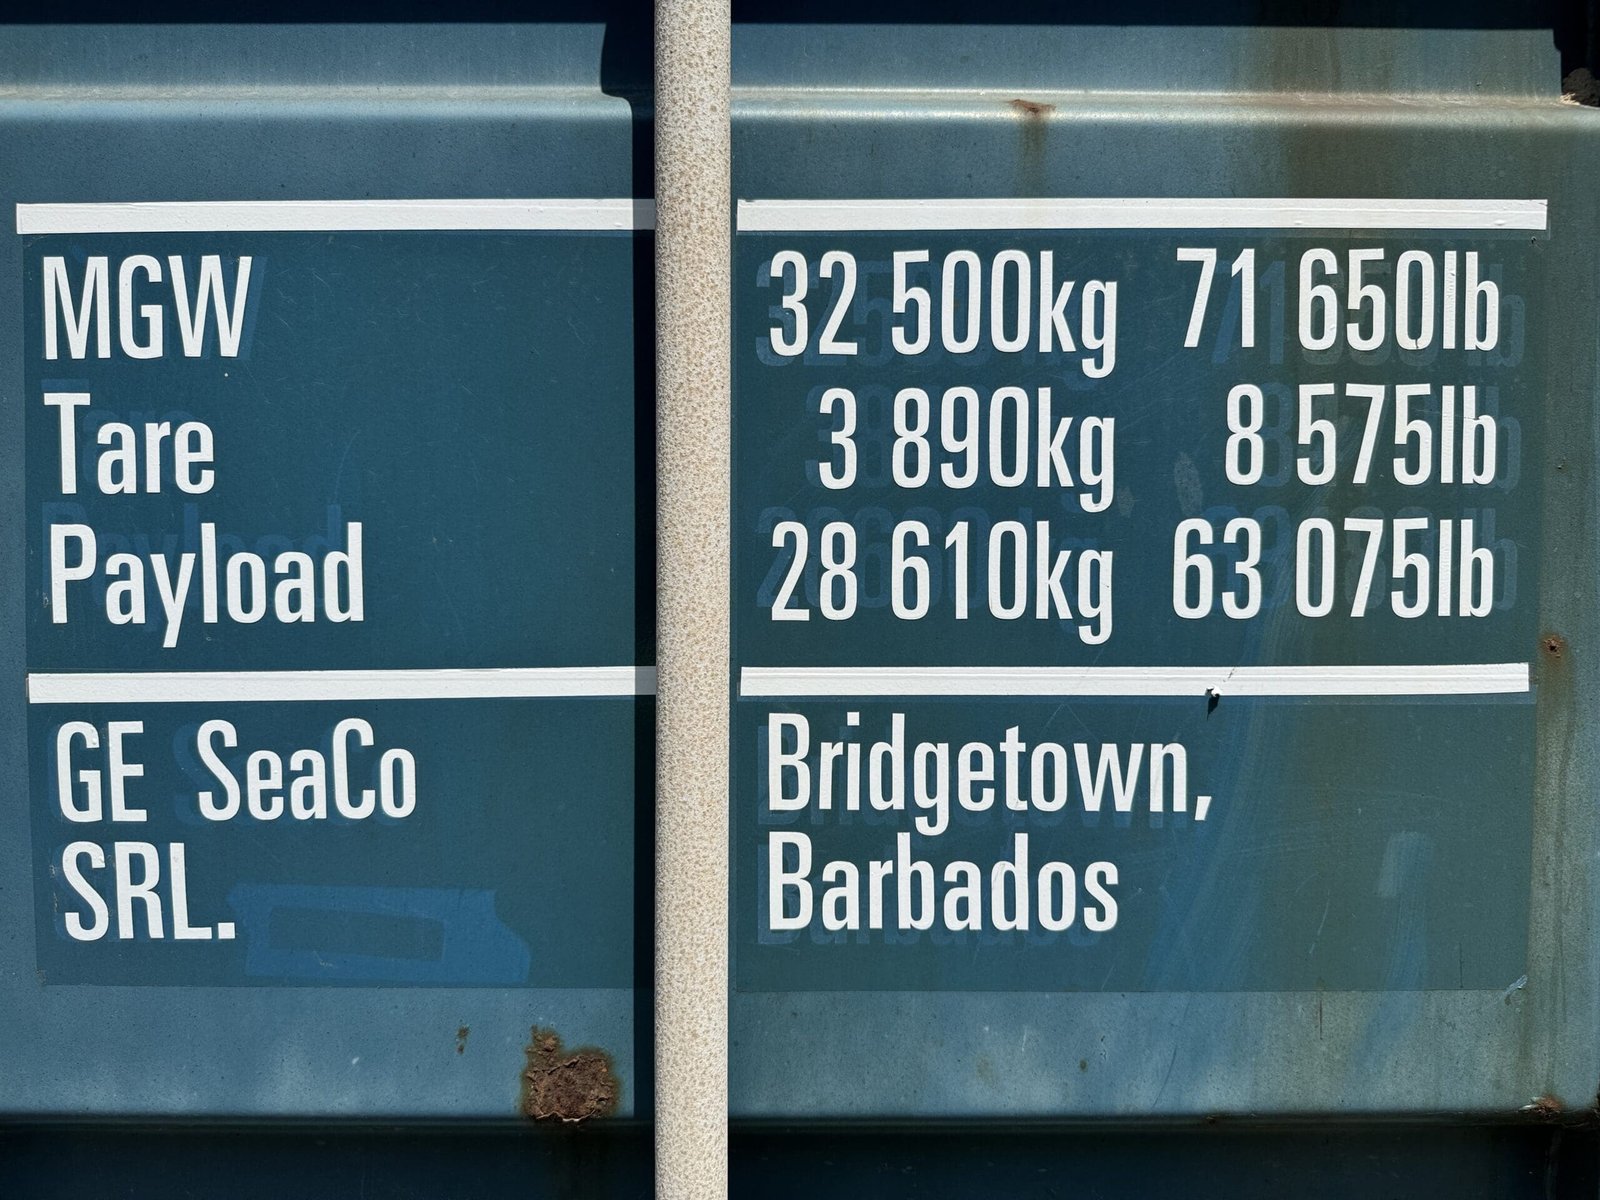 MGW 32 500kg 71 650lb
Tare 3 890kg 8 575lb
Payload 28 610kg 63 075lb
GE SeaCo Bridgetown,
SRL. Barbados